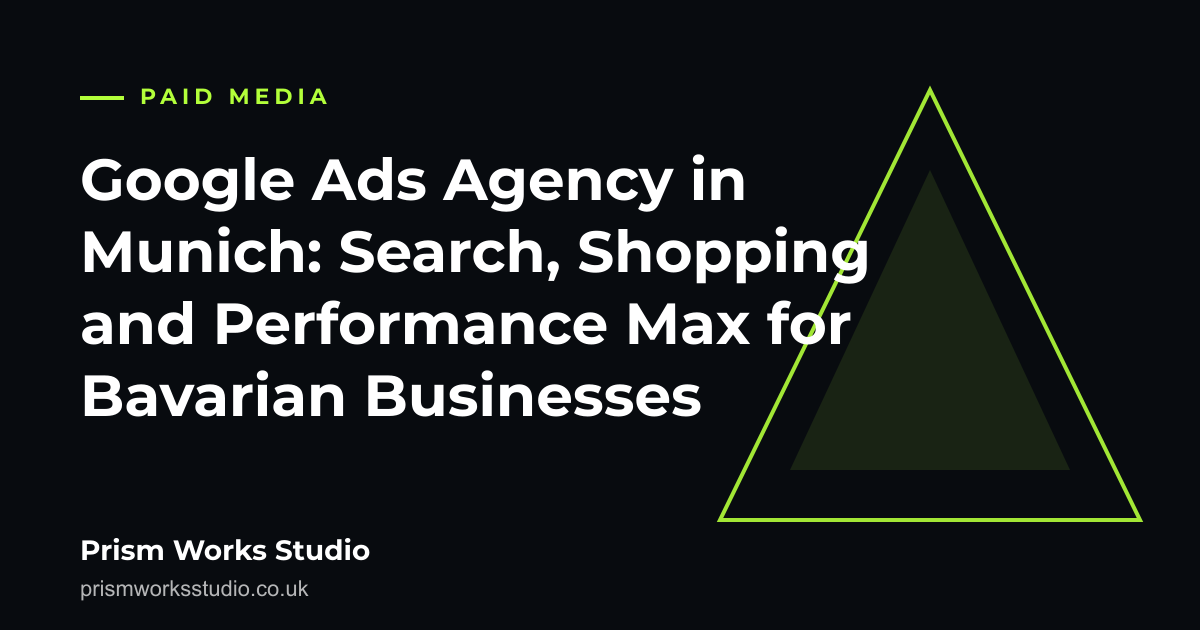 PAID MEDIA
Google Ads Agency in
Munich: Search, Shopping
and Performance Max for
Bavarian Businesses
Prism Works Studio
prismworksstudio.co.uk